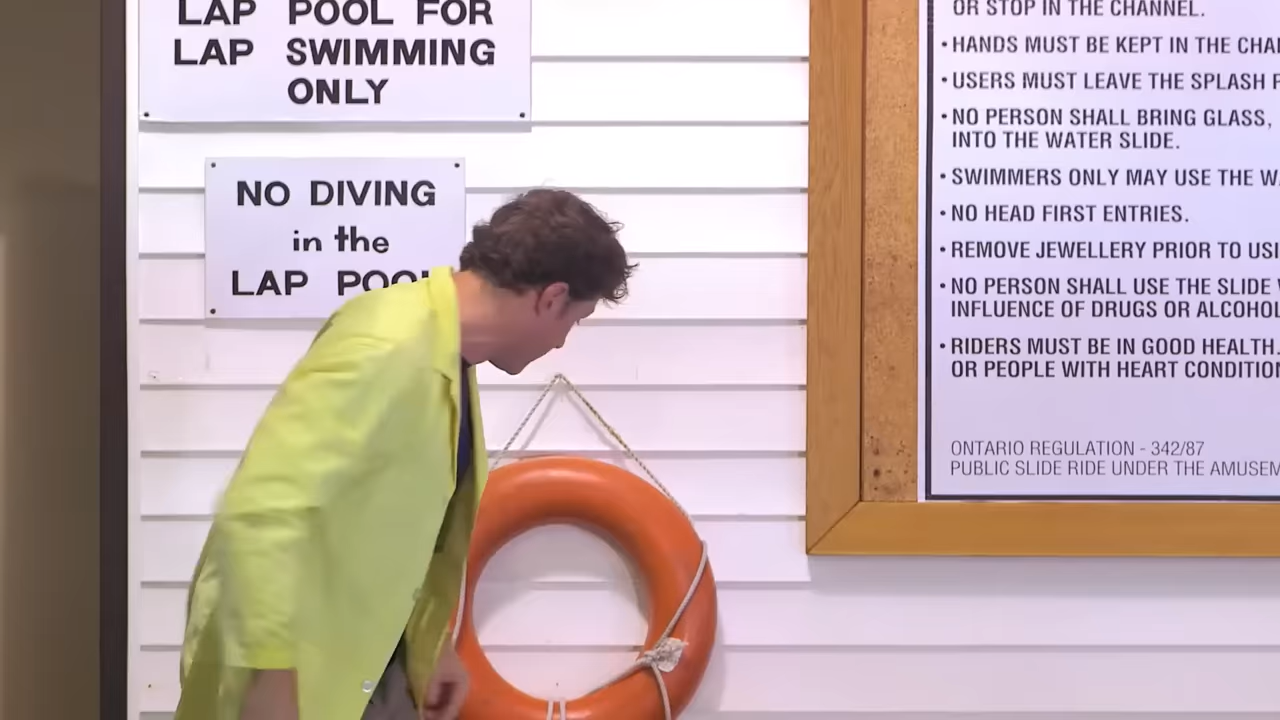 LAP POOL FOR
LAP SWIMMING
ONLY
NO DIVING
in the
LAP
OR STOP IN THE CHANNEL.
• HANDS MUST BE KEPT IN THE
• USERS MUST LEAVE THE SPLASH
• NO PERSON SHALL BRING GLASS,
INTO THE WATER SLIDE.
• SWIMMERS ONLY MAY USE THE
• NO HEAD FIRST ENTRIES.
• REMOVE JEWELLERY PRIOR TO
• NO PERSON SHALL USE THE SLIDE
INFLUENCE OF DRUGS OR
• RIDERS MUST BE IN GOOD HEALTH.
OR PEOPLE WITH HEART
ONTARIO REGULATION - 342/87
PUBLIC SLIDE RIDE UNDER THE